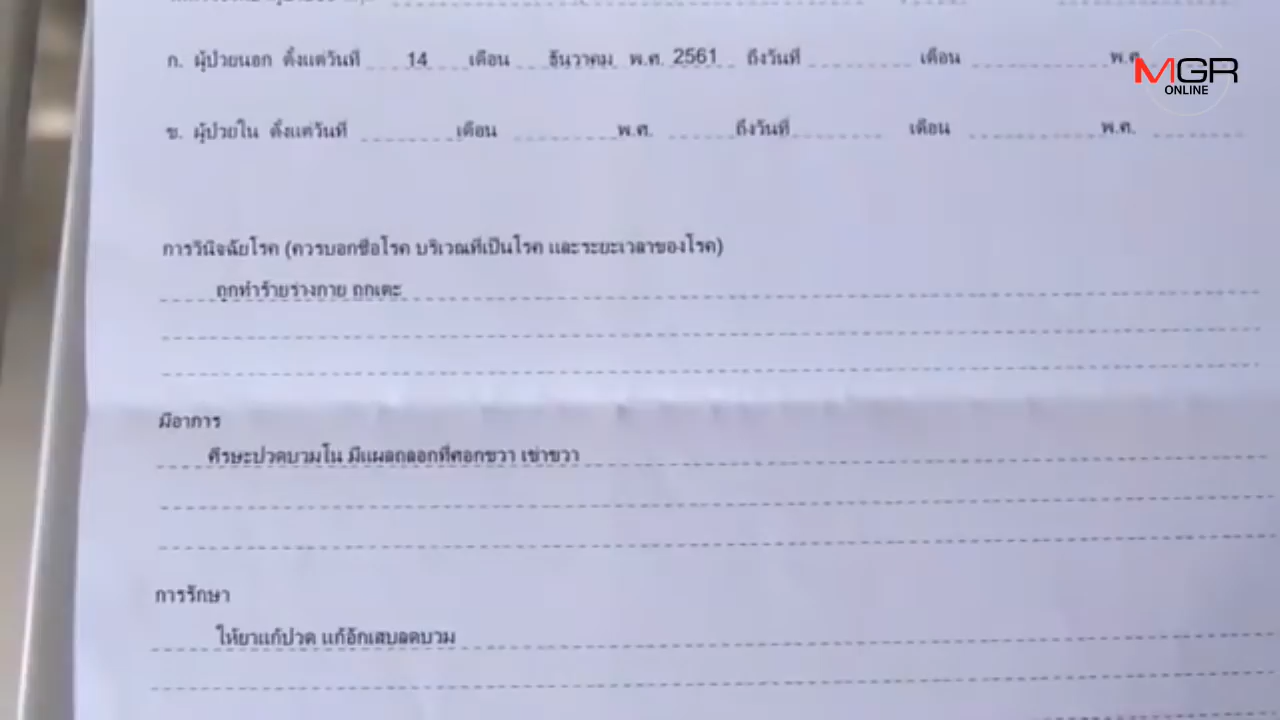 ก. ผู้ป่วยนอก ตั้งแต่วันที่ 14 เดือน ธันวาคม พ.ศ. 2561 ถึงวันที่ เดือน พ.ศ.
MGR
ONLINE
ข. ผู้ป่วยใน ตั้งแต่วันที่ เดือน พ.ศ. ถึงวันที่ เดือน พ.ศ.
การวินิจฉัยโรค (ควรบอกชื่อโรค บริเวณที่เป็นโรค และระยะเวลาของโรค)
ถูกทำร้ายร่างกาย ถูกเตะ
มีอาการ
ศีรษะปวดบวมโน มีแผลถลอกที่ศอกขวา เข่าขวา
การรักษา
ให้ยาแก้ปวด แก้อักเสบลดบวม